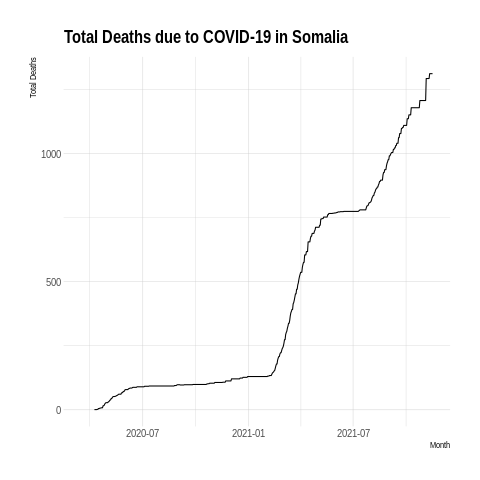 Total Deaths due to COVID-19 in Somalia
Total Deaths
1000
500
0
2020-07
2021-01
2021-07
Month